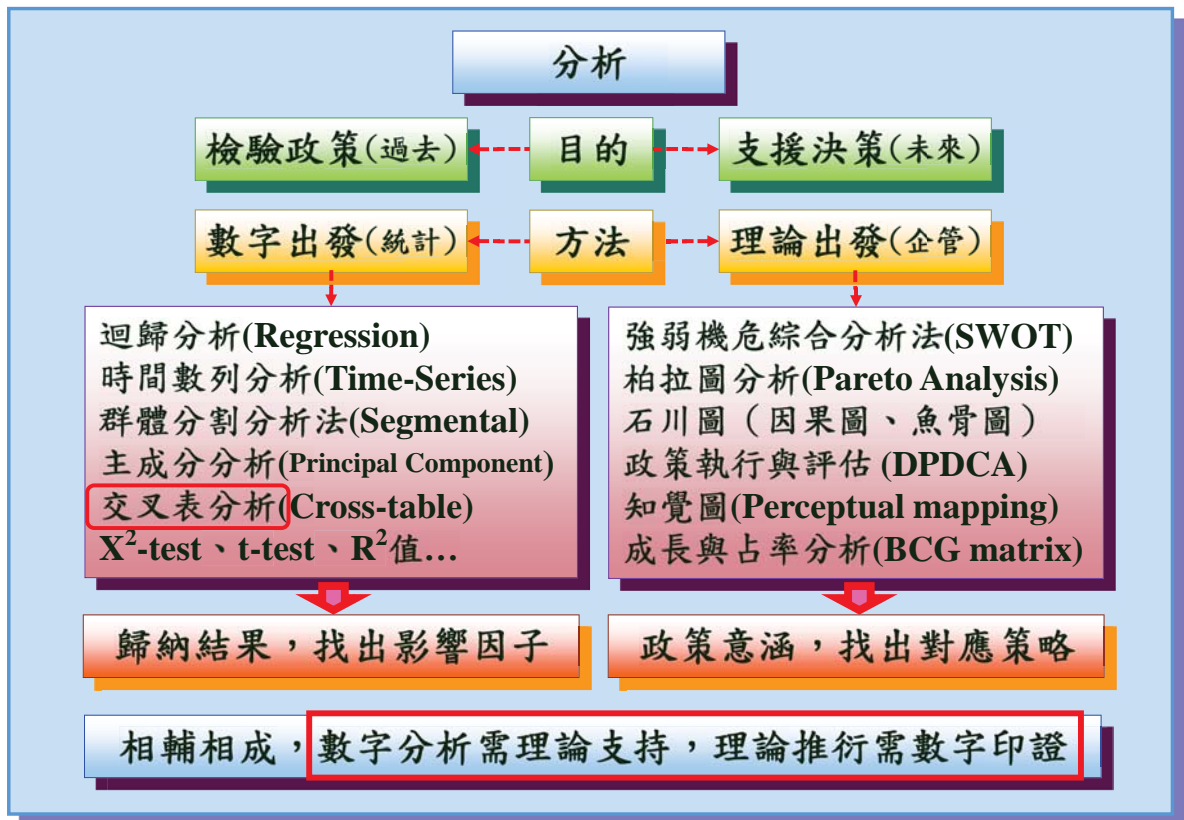 分析
檢驗政策(過去)
目的
支援決策(未來)
數字出發(統計)
方法
理論出發(企管)
迴歸分析(Regression)
時間數列分析(Time-Series)
群體分割分析法(Segmental)
主成分分析(Principal Component)
交叉表分析(Cross-table)
X²-test、t-test、R²值…
強弱機危綜合分析法(SWOT)
柏拉圖分析(Pareto Analysis)
石川圖（因果圖、魚骨圖）
政策執行與評估 (DPDCA)
知覺圖(Perceptual mapping)
成長與占率分析(BCG matrix)
歸納結果，找出影響因子
政策意涵，找出對應策略
相輔相成，數字分析需理論支持，理論推衍需數字印證